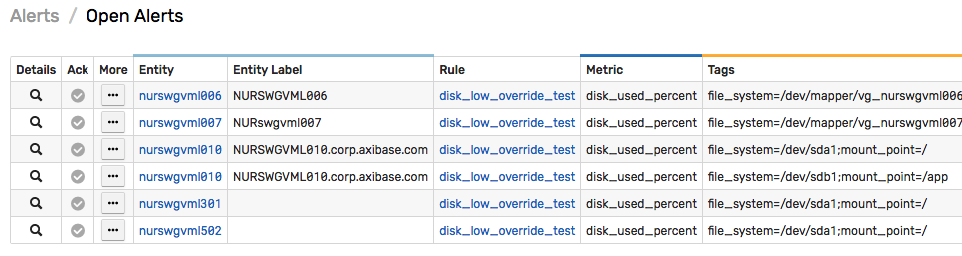 Alerts / Open Alerts
Details Ack More Entity Entity Label Rule Metric Tags
nurswgvml006 NURSWGVML006 disk_low_override_test disk_used_percent file_system=/dev/mapper/vg_nurswgvml006
nurswgvml007 NURswgvml007 disk_low_override_test disk_used_percent file_system=/dev/mapper/vg_nurswgvml007
nurswgvml010 NURSWGVML010.corp.axibase.com disk_low_override_test disk_used_percent file_system=/dev/sda1;mount_point=/
nurswgvml010 NURSWGVML010.corp.axibase.com disk_low_override_test disk_used_percent file_system=/dev/sdb1;mount_point=/app
nurswgvml301 disk_low_override_test disk_used_percent file_system=/dev/sda1;mount_point=/
nurswgvml502 disk_low_override_test disk_used_percent file_system=/dev/sda1;mount_point=/